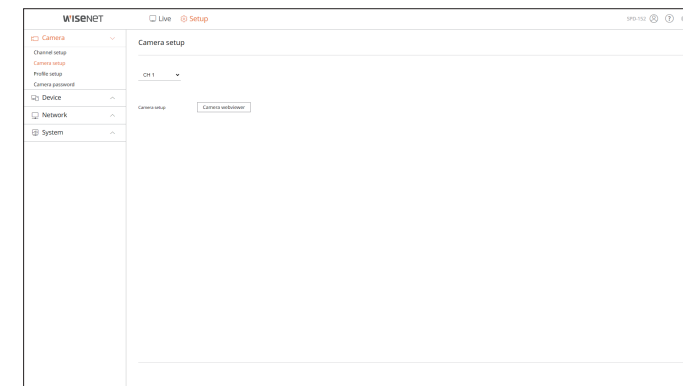 WISENET
Live Setup
SPD-152
Camera
Channel setup
Camera setup
Profile setup
Camera password
Device
Network
System
Camera setup
CH 1
Camera setup
Camera webviewer